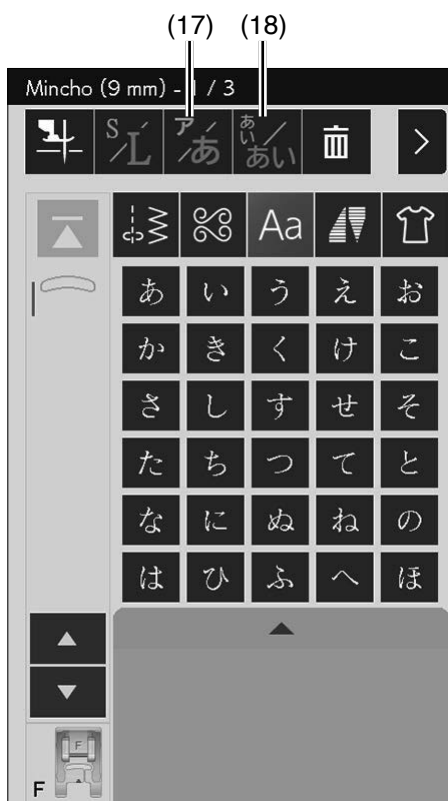 (17) (18)
Mincho (9 mm) - 1 / 3
S/L ア/あ あい/あい
Aa
あ い う え お
か き く け こ
さ し す せ そ
た ち つ て と
な に ぬ ね の
は ひ ふ へ ほ
F
F